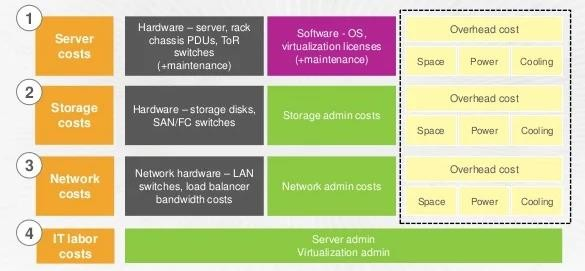 1
Server
costs
Hardware – server, rack
chassis PDUs, ToR
switches
(+maintenance)
Software - OS,
virtualization licenses
(+maintenance)
Overhead cost
Space
Power
Cooling
2
Storage
costs
Hardware – storage disks,
SAN/FC switches
Storage admin costs
Overhead cost
Space
Power
Cooling
3
Network
costs
Network hardware – LAN
switches, load balancer
bandwidth costs
Network admin costs
Overhead cost
Space
Power
Cooling
4
IT labor
costs
Server admin
Virtualization admin